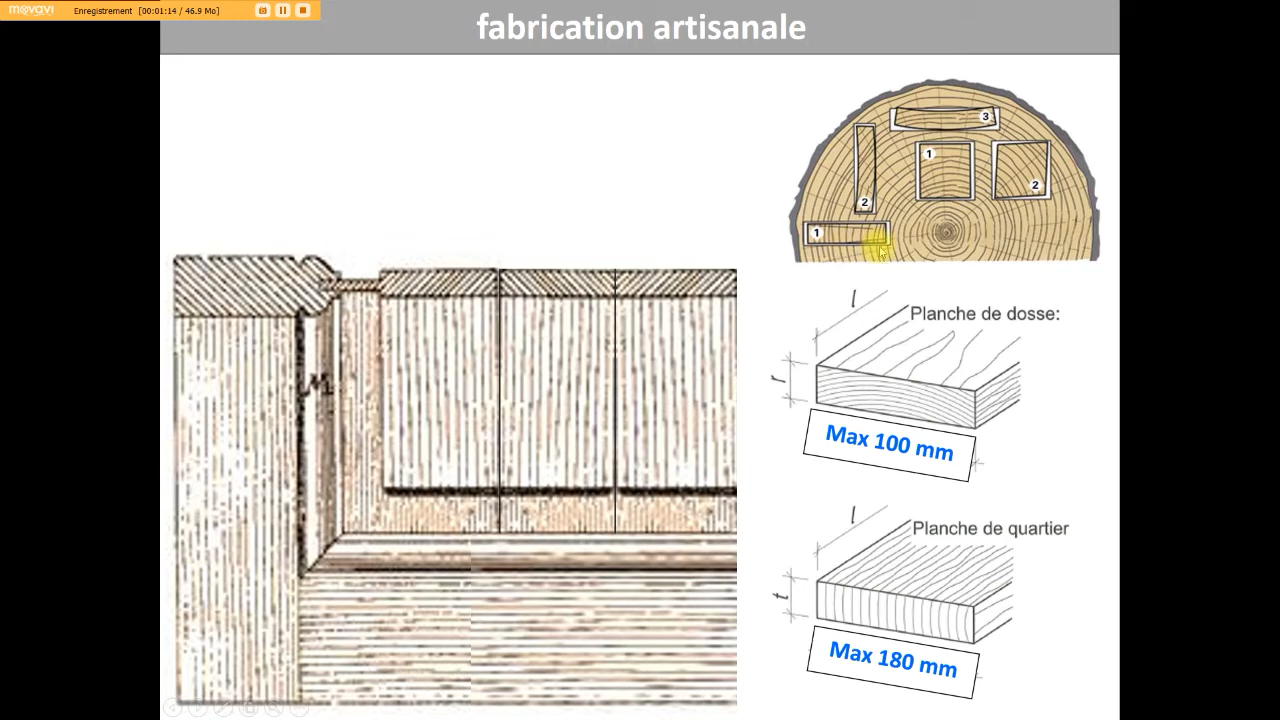 movavi
Enregistrement [00:01:14 / 46.9 Mo]
fabrication artisanale
3
1
2
2
1
l
Planche de dosse:
r
Max 100 mm
l
Planche de quartier
t
Max 180 mm